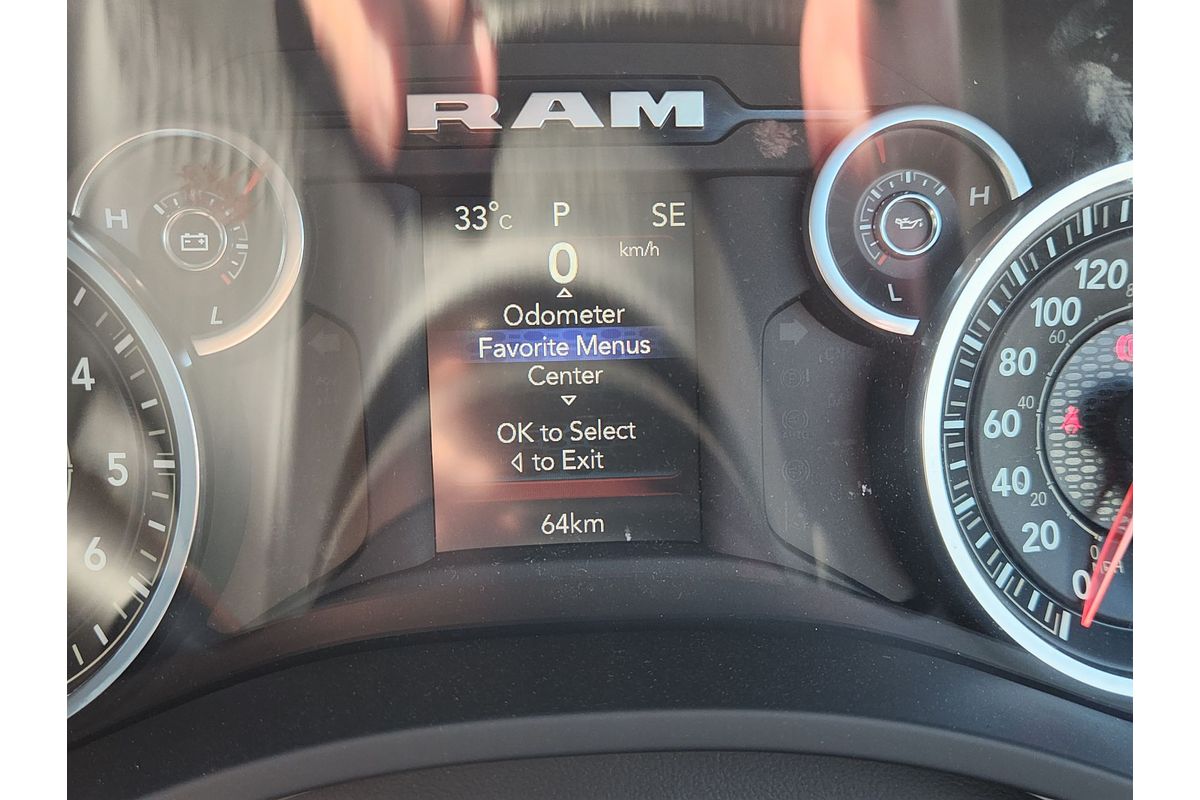 RAM
33°C P SE
0 km/h
Odometer
Favorite Menus
Center
OK to Select
to Exit
64km
H
L
H
L
4
5
6
120
100
80
60
40
20
0
60
40
20
0